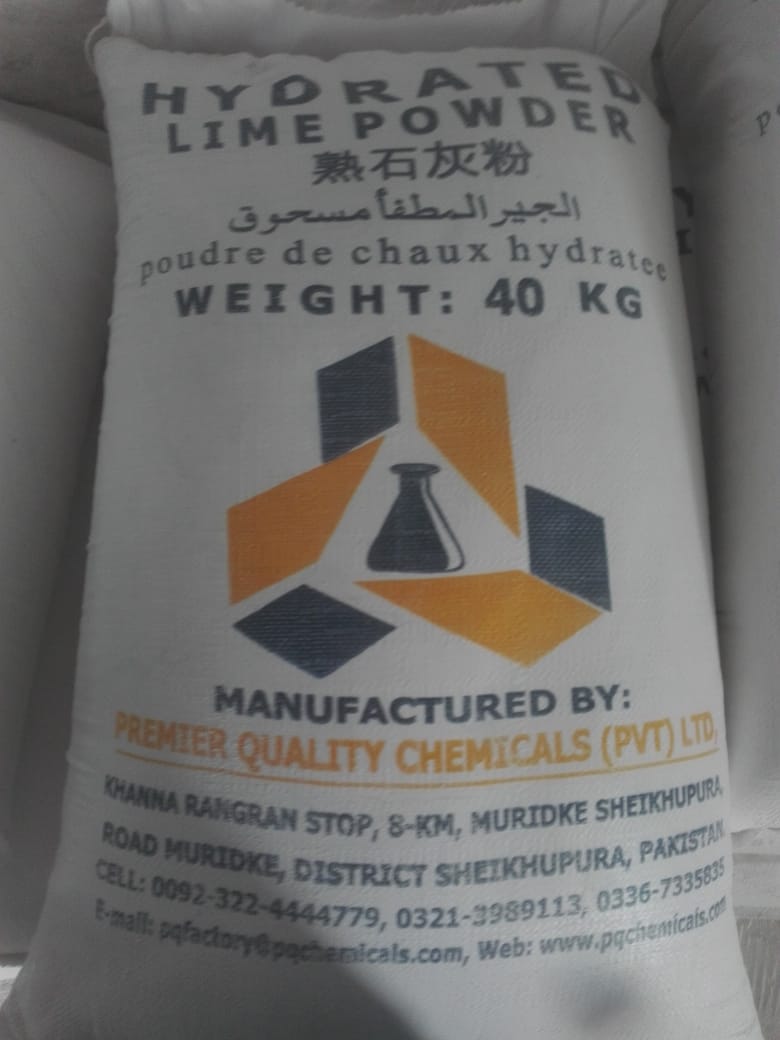 HYDRATED
LIME POWDER
熟石灰粉
الجير المطفأ مسحوق
poudre de chaux hydratee
WEIGHT: 40 KG
MANUFACTURED BY:
PREMIER QUALITY CHEMICALS (PVT) LTD,
KHANNA RANGRAN STOP, 8-KM, MURIDKE SHEIKHUPURA,
ROAD MURIDKE, DISTRICT SHEIKHUPURA, PAKISTAN.
CELL: 0092-322-4444779, 0321-3989113, 0336-7335835
E-mail: pqfactory@pqchemicals.com, Web: www.pqchemicals.com